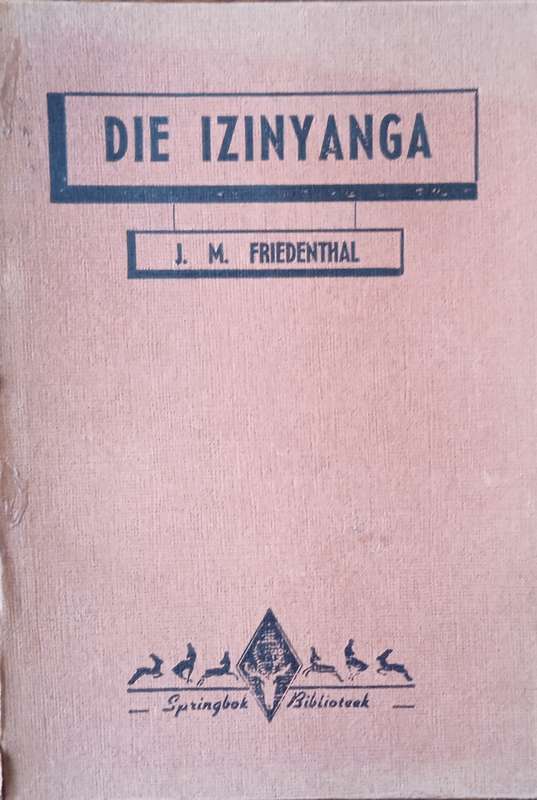 DIE IZINYANGA
J. M. FRIEDENTHAL
Springbok Biblioteek